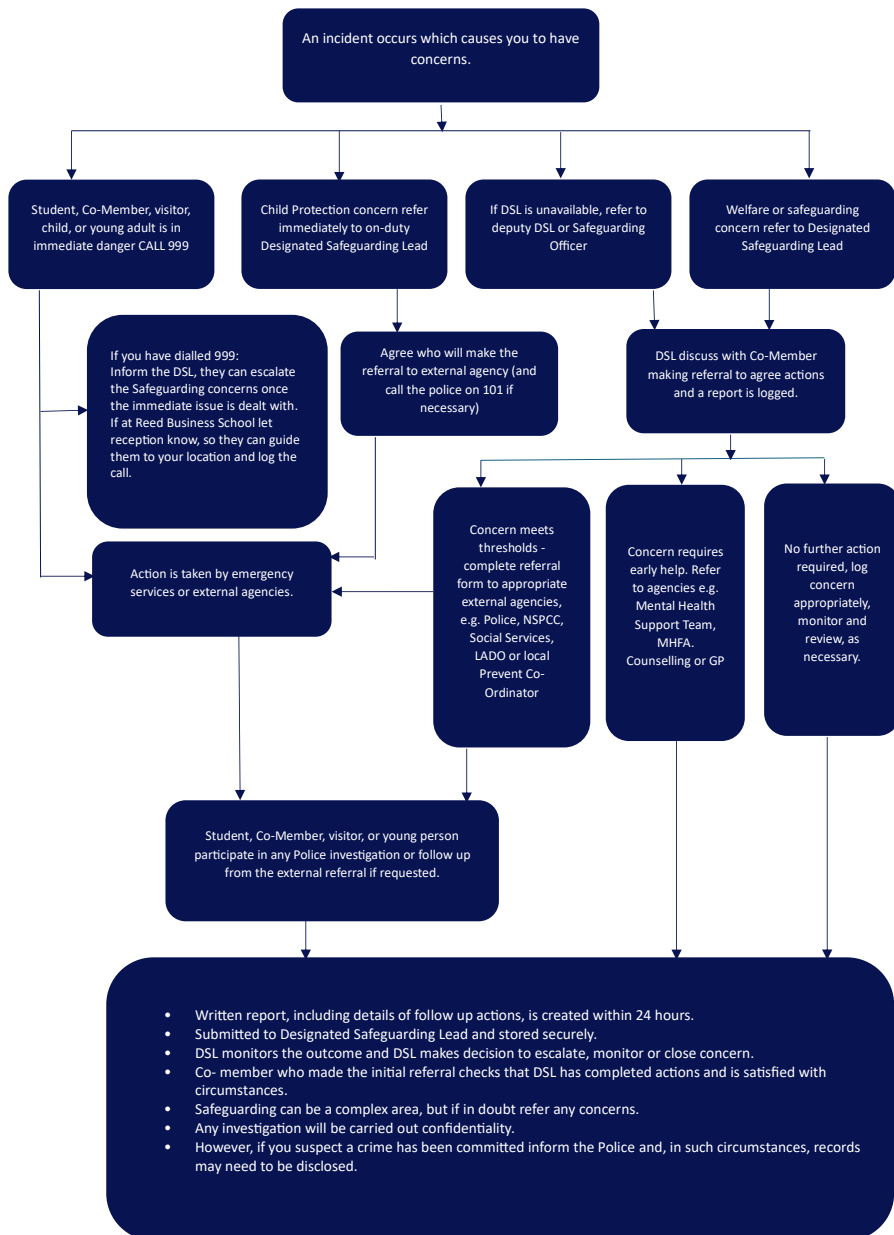 An incident occurs which causes you to have
concerns.
Student, Co-Member, visitor,
child, or young adult is in
immediate danger CALL 999
Child Protection concern refer
immediately to on-duty
Designated Safeguarding Lead
If DSL is unavailable, refer to
deputy DSL or Safeguarding
Officer
Welfare or safeguarding
concern refer to Designated
Safeguarding Lead
If you have dialled 999:
Inform the DSL, they can escalate
the Safeguarding concerns once
the immediate issue is dealt with.
If at Reed Business School let
reception know, so they can guide
them to your location and log the
call.
Agree who will make the
referral to external agency (and
call the police on 101 if
necessary)
DSL discuss with Co-Member
making referral to agree actions
and a report is logged.
Action is taken by emergency
services or external agencies.
Concern meets
thresholds -
complete referral
form to appropriate
external agencies,
e.g. Police, NSPCC,
Social Services,
LADO or local
Prevent Co-
Ordinator
Concern requires
early help. Refer
to agencies e.g.
Mental Health
Support Team,
MHFA.
Counselling or GP
No further action
required, log
concern
appropriately,
monitor and
review, as
necessary.
Student, Co-Member, visitor, or young person
participate in any Police investigation or follow up
from the external referral if requested.
• Written report, including details of follow up actions, is created within 24 hours.
• Submitted to Designated Safeguarding Lead and stored securely.
• DSL monitors the outcome and DSL makes decision to escalate, monitor or close concern.
• Co- member who made the initial referral checks that DSL has completed actions and is satisfied with
circumstances.
• Safeguarding can be a complex area, but if in doubt refer any concerns.
• Any investigation will be carried out confidentiality.
• However, if you suspect a crime has been committed inform the Police and, in such circumstances, records
may need to be disclosed.